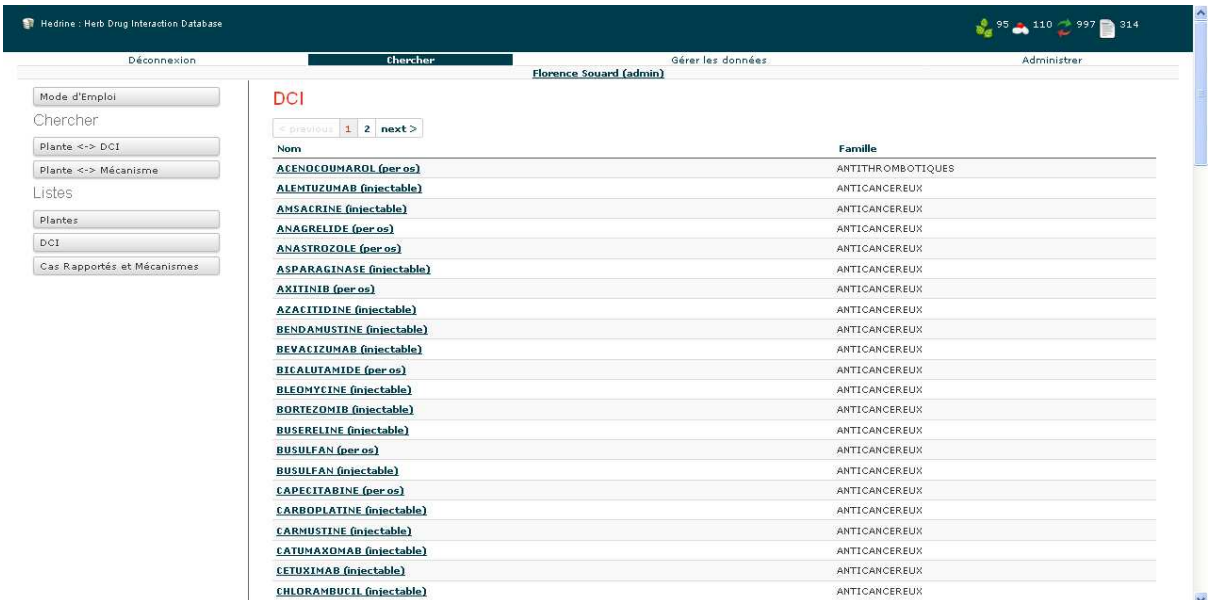 Hedrine : Herb Drug Interaction Database 95 110 997 314
Déconnexion Chercher Gérer les données Administrer
Florence Souard (admin)
Mode d'Emploi
Chercher
Plante <-> DCI
Plante <-> Mécanisme
Listes
Plantes
DCI
Cas Rapportés et Mécanismes
DCI
< previous 1 2 next >
Nom Famille
ACENOCOUMAROL (per os) ANTITHROMBOTIQUES
ALEMTUZUMAB (injectable) ANTICANCEREUX
AMSACRINE (injectable) ANTICANCEREUX
ANAGRELIDE (per os) ANTICANCEREUX
ANASTROZOLE (per os) ANTICANCEREUX
ASPARAGINASE (injectable) ANTICANCEREUX
AXITINIB (per os) ANTICANCEREUX
AZACITIDINE (injectable) ANTICANCEREUX
BENDAMUSTINE (injectable) ANTICANCEREUX
BEVACIZUMAB (injectable) ANTICANCEREUX
BICALUTAMIDE (per os) ANTICANCEREUX
BLEOMYCINE (injectable) ANTICANCEREUX
BORTEZOMIB (injectable) ANTICANCEREUX
BUSERELINE (injectable) ANTICANCEREUX
BUSULFAN (per os) ANTICANCEREUX
BUSULFAN (injectable) ANTICANCEREUX
CAPECITABINE (per os) ANTICANCEREUX
CARBOPLATINE (injectable) ANTICANCEREUX
CARMUSTINE (injectable) ANTICANCEREUX
CATUMAXOMAB (injectable) ANTICANCEREUX
CETUXIMAB (injectable) ANTICANCEREUX
CHLORAMBUCIL (injectable) ANTICANCEREUX